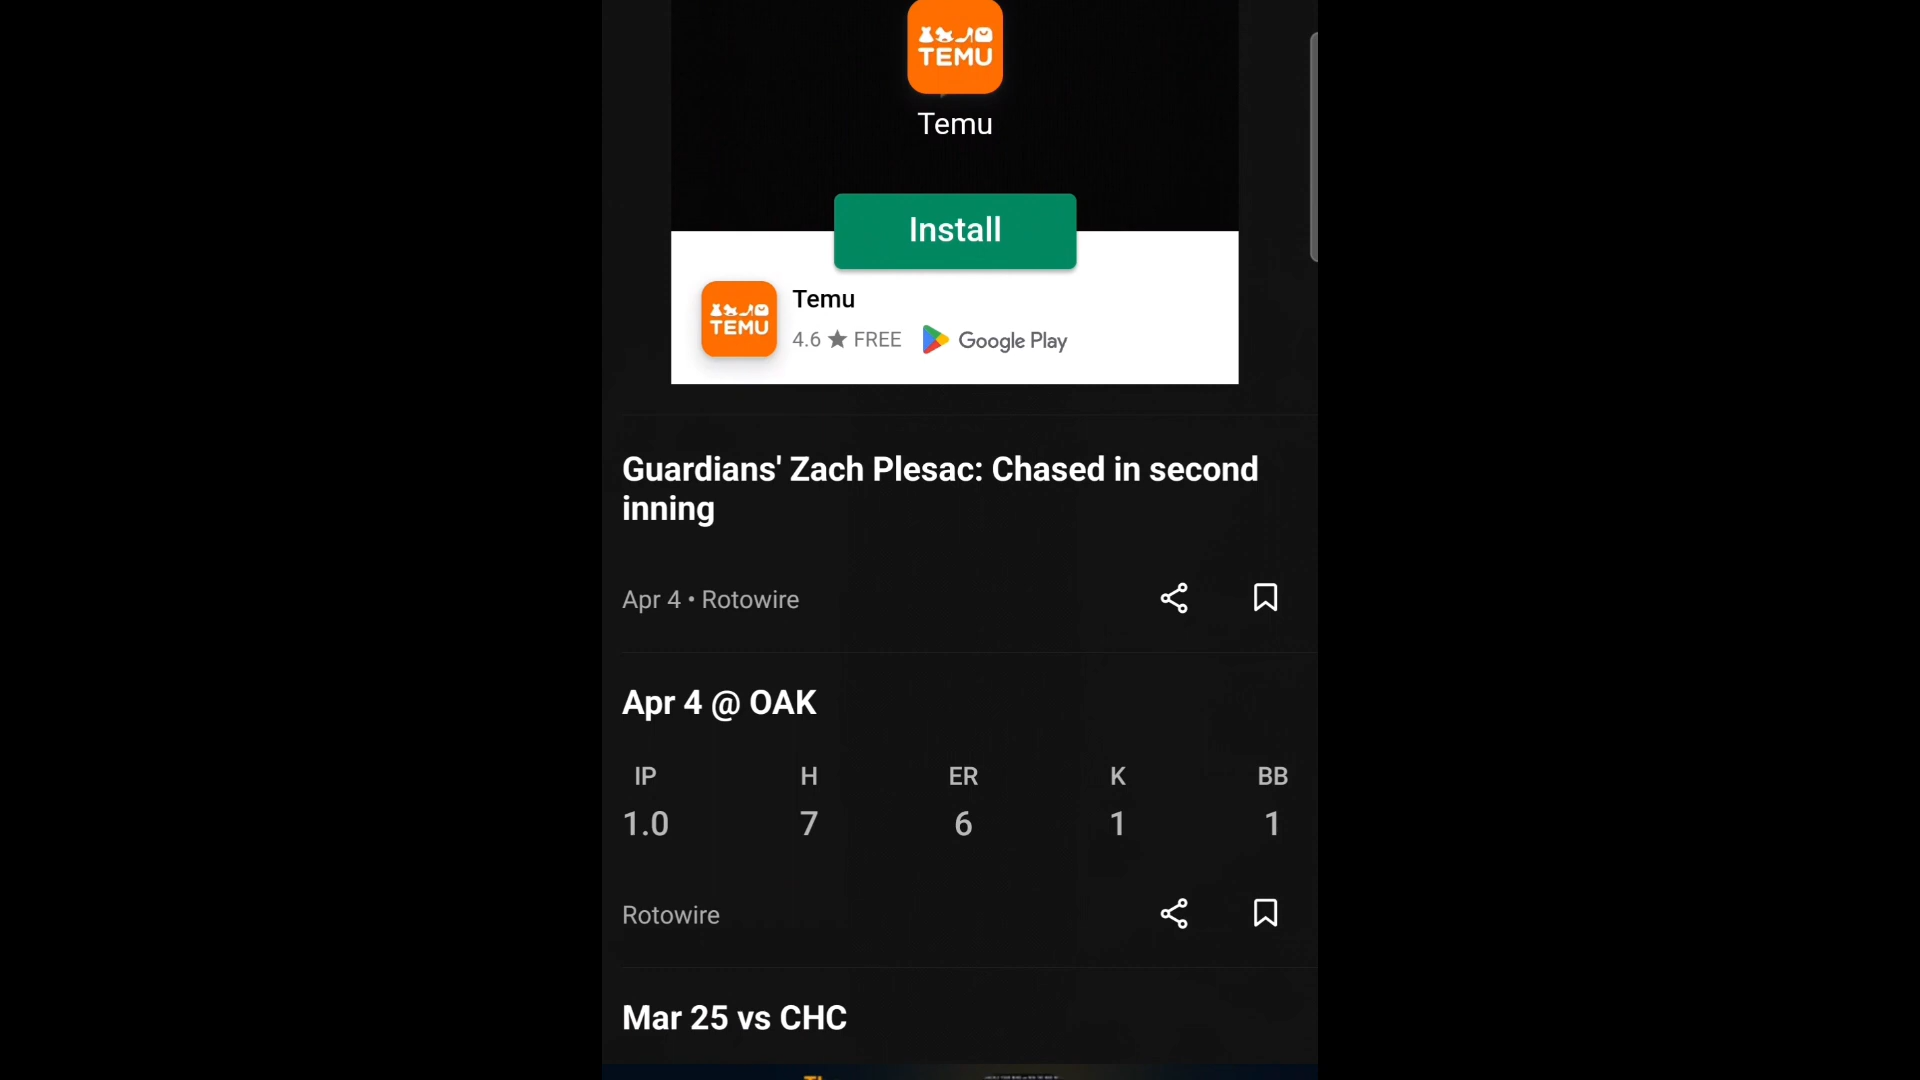 TEMU
Temu
Install
TEMU
Temu
4.6 ★ FREE Google Play
Guardians' Zach Plesac: Chased in second
inning
Apr 4 • Rotowire
Apr 4 @ OAK
IP H ER K BB
1.0 7 6 1 1
Rotowire
Mar 25 vs CHC